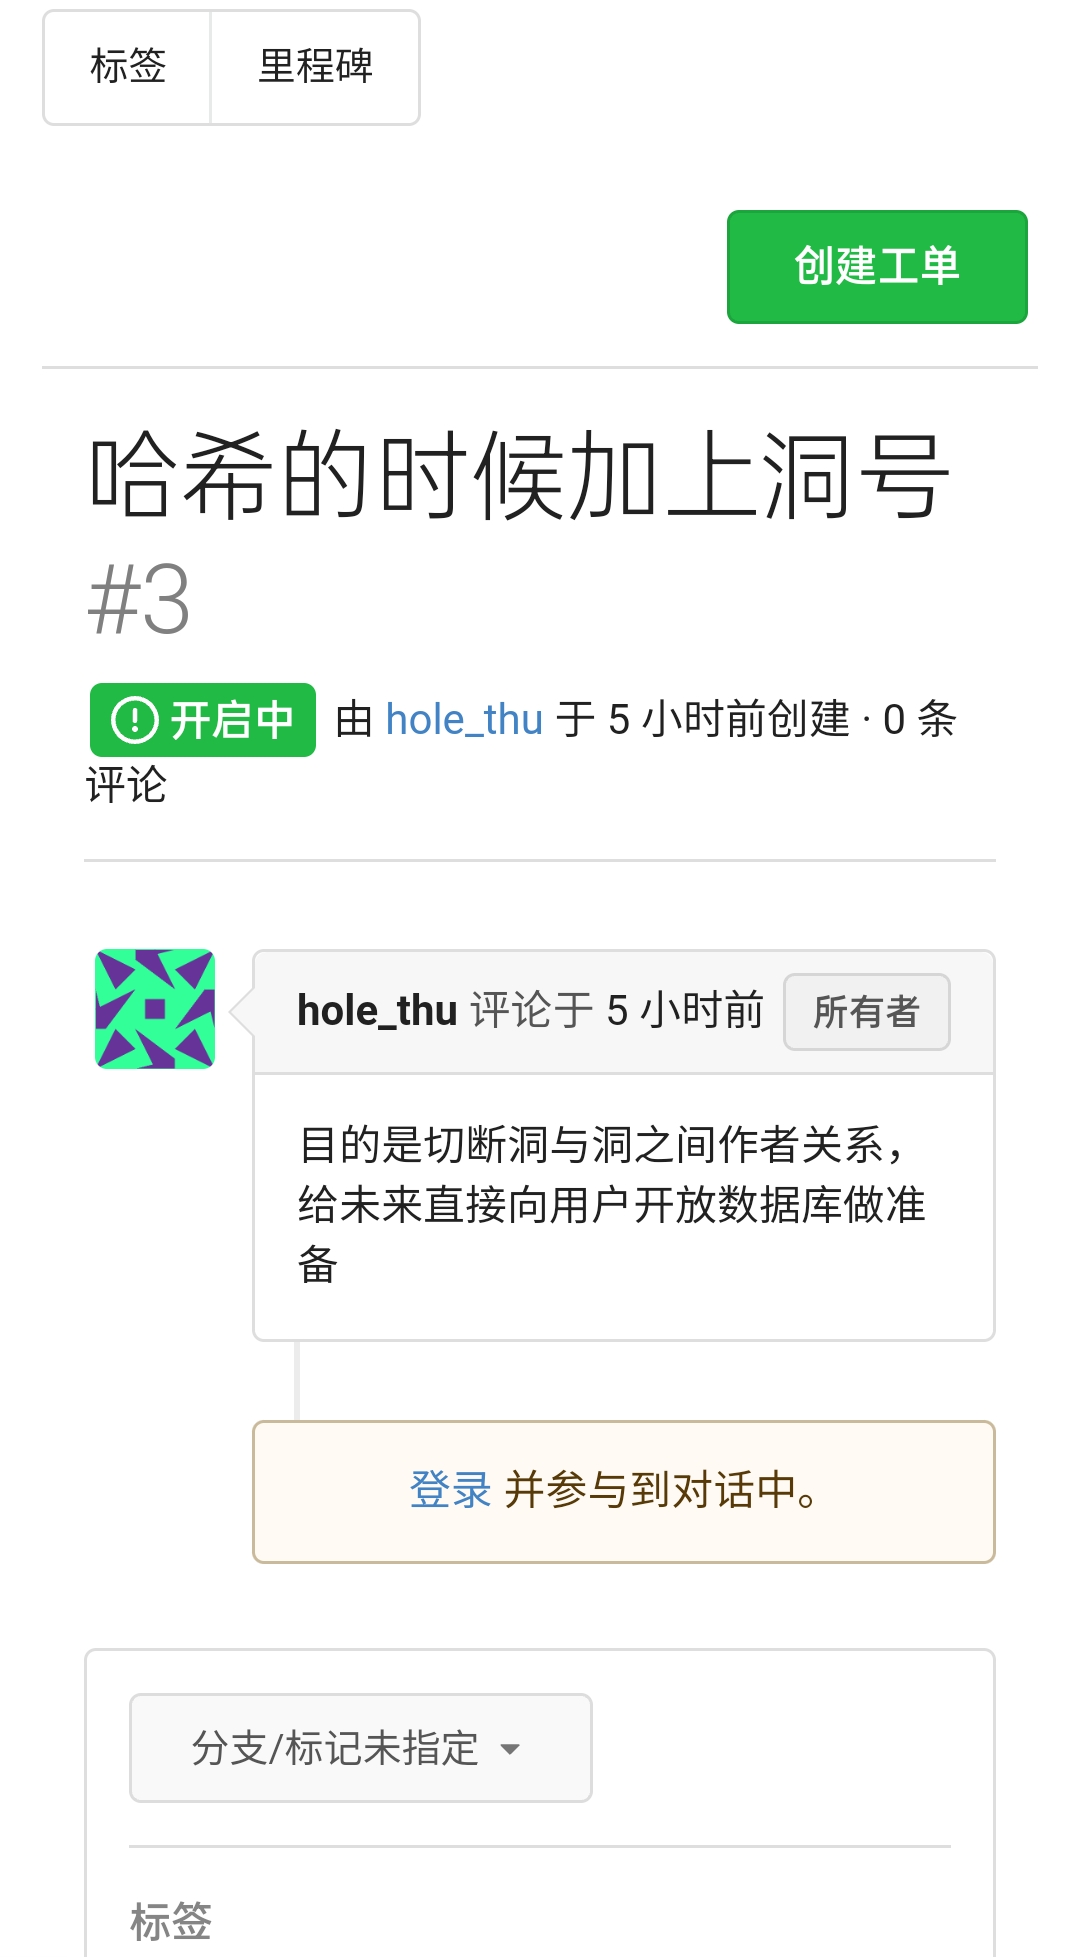 标签 里程碑
创建工单
哈希的时候加上洞号
#3
开启中 由 hole_thu 于 5 小时前创建 · 0 条
评论
hole_thu 评论于 5 小时前 所有者
目的是切断洞与洞之间作者关系，
给未来直接向用户开放数据库做准
备
登录 并参与到对话中。
分支/标记未指定
标签